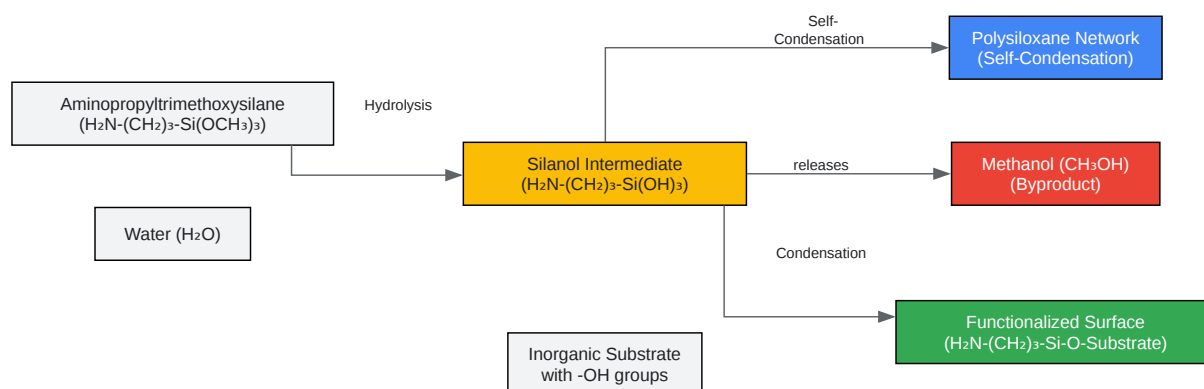 Self-
Condensation
Polysiloxane Network
(Self-Condensation)
Aminopropyltrimethoxysilane
(H₂N-(CH₂)₃-Si(OCH₃)₃)
Hydrolysis
Silanol Intermediate
(H₂N-(CH₂)₃-Si(OH)₃)
releases
Methanol (CH₃OH)
(Byproduct)
Water (H₂O)
Condensation
Functionalized Surface
(H₂N-(CH₂)₃-Si-O-Substrate)
Inorganic Substrate
with -OH groups